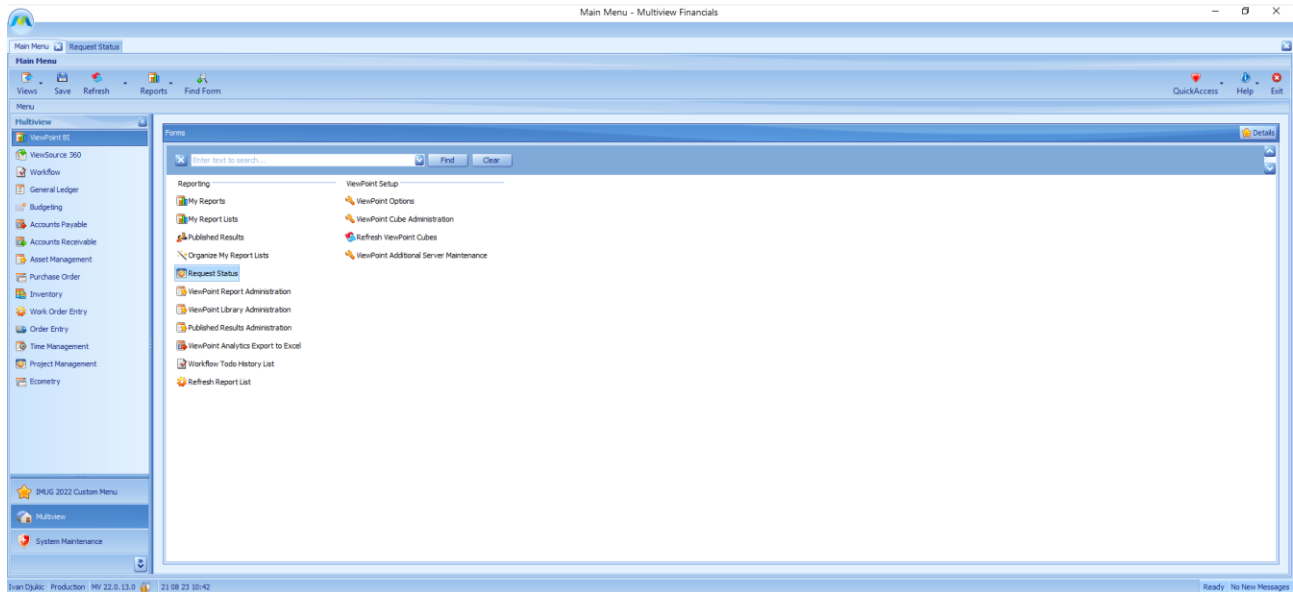 Main Menu - Multiview Financials
Main Menu Request Status
Main Menu
Views Save Refresh Reports Find Form QuickAccess Help Exit
Menu
Multiview
ViewPoint BI
ViewSource 360
Workflow
General Ledger
Budgeting
Accounts Payable
Accounts Receivable
Asset Management
Purchase Order
Inventory
Work Order Entry
Order Entry
Time Management
Project Management
Ecometry
IMUG 2022 Custom Menu
Multiview
System Maintenance
Forms Details
Enter text to search... Find Clear
Reporting
My Reports
My Report Lists
Published Results
Organize My Report Lists
Request Status
ViewPoint Report Administration
ViewPoint Library Administration
Published Results Administration
ViewPoint Analytics Export to Excel
Workflow Todo History List
Refresh Report List
ViewPoint Setup
ViewPoint Options
ViewPoint Cube Administration
Refresh ViewPoint Cubes
ViewPoint Additional Server Maintenance
Ivan Djukic Production MV 22.0.13.0 21 08 23 10:42 Ready No New Messages